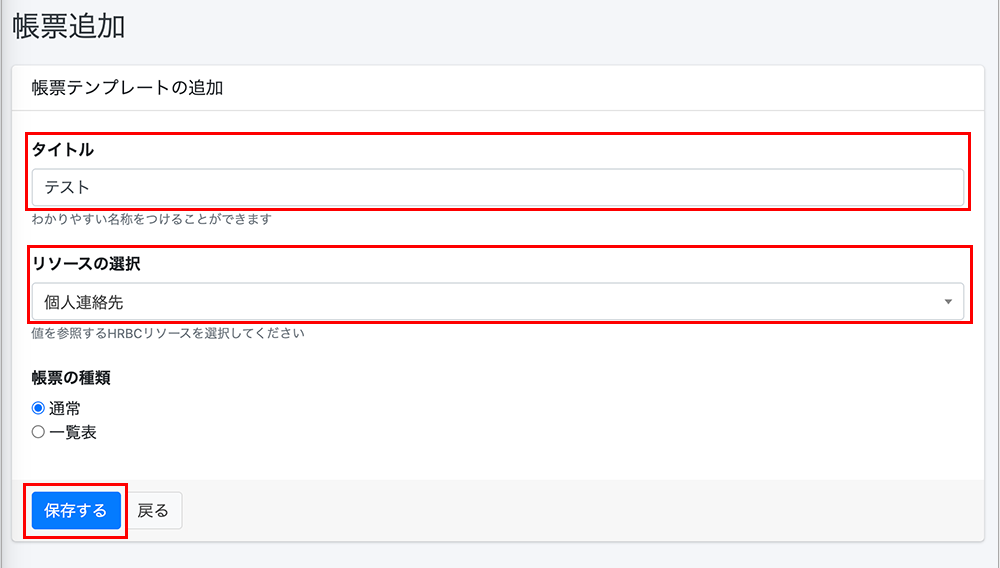 帳票追加
帳票テンプレートの追加
タイトル
テスト
わかりやすい名称をつけることができます
リソースの選択
個人連絡先
値を参照するHRBCリソースを選択してください
帳票の種類
通常
一覧表
保存する 戻る